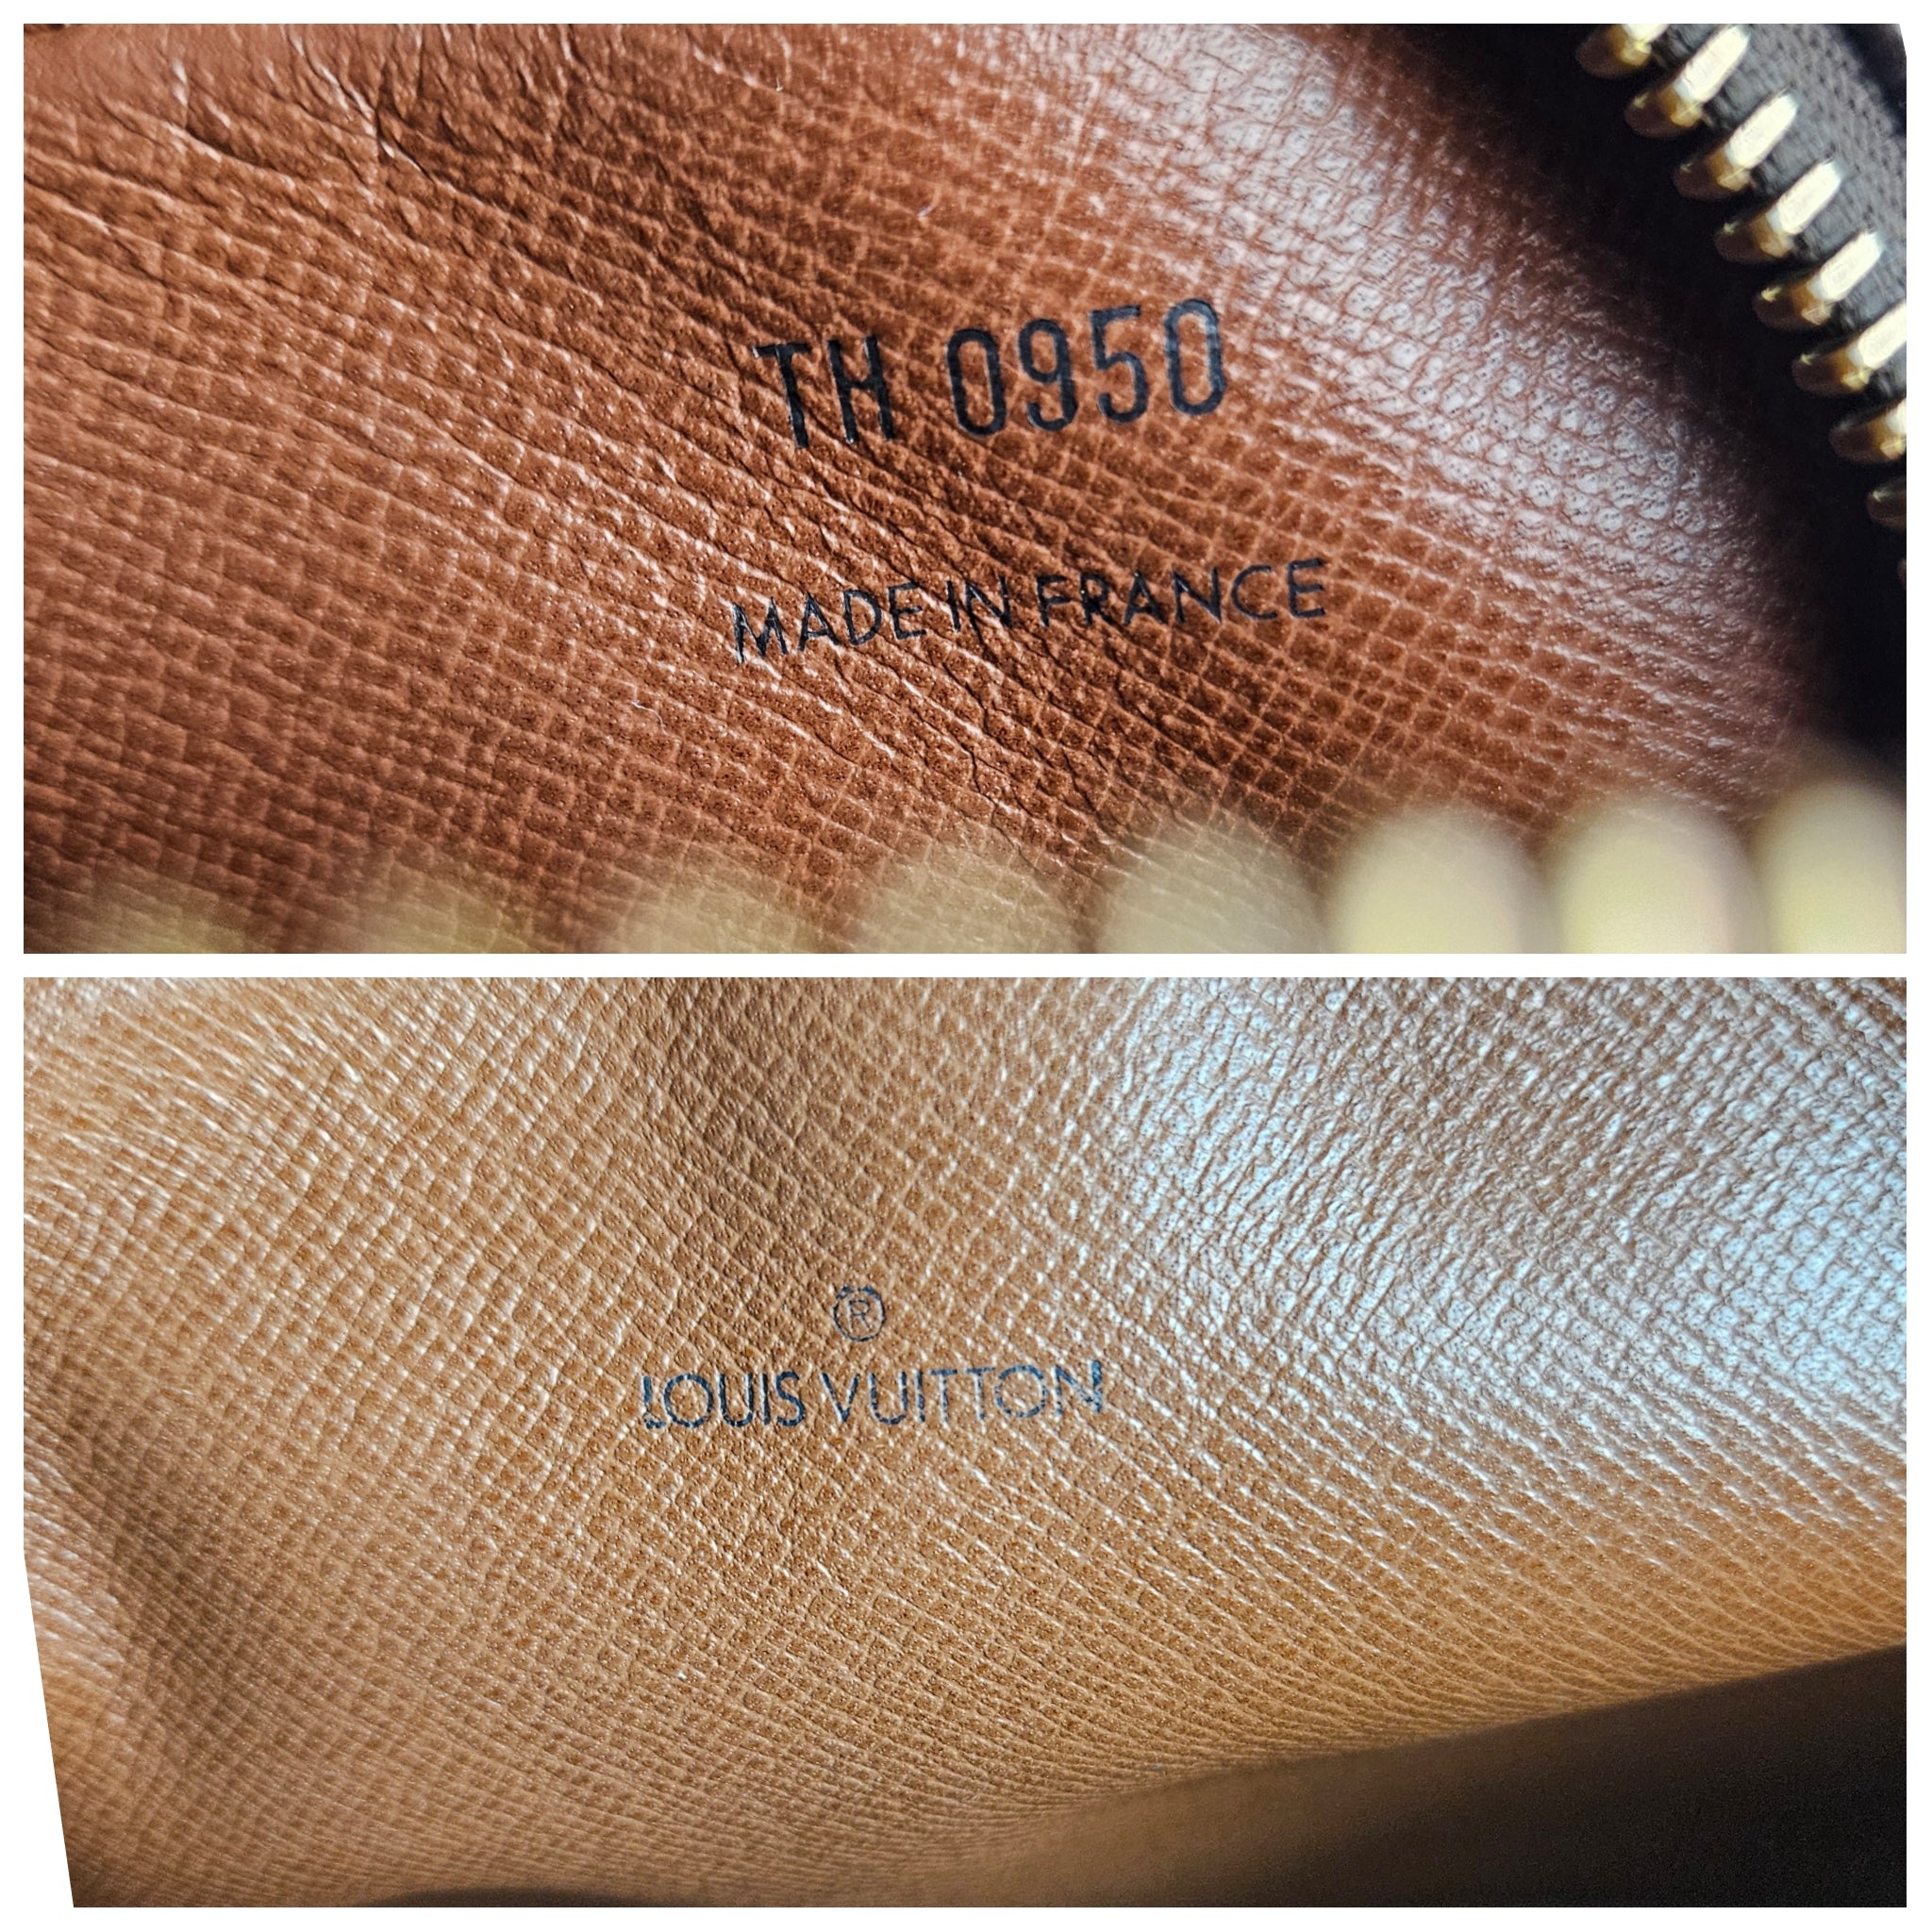 TH 0950
MADE IN FRANCE
®
LOUIS VUITTON